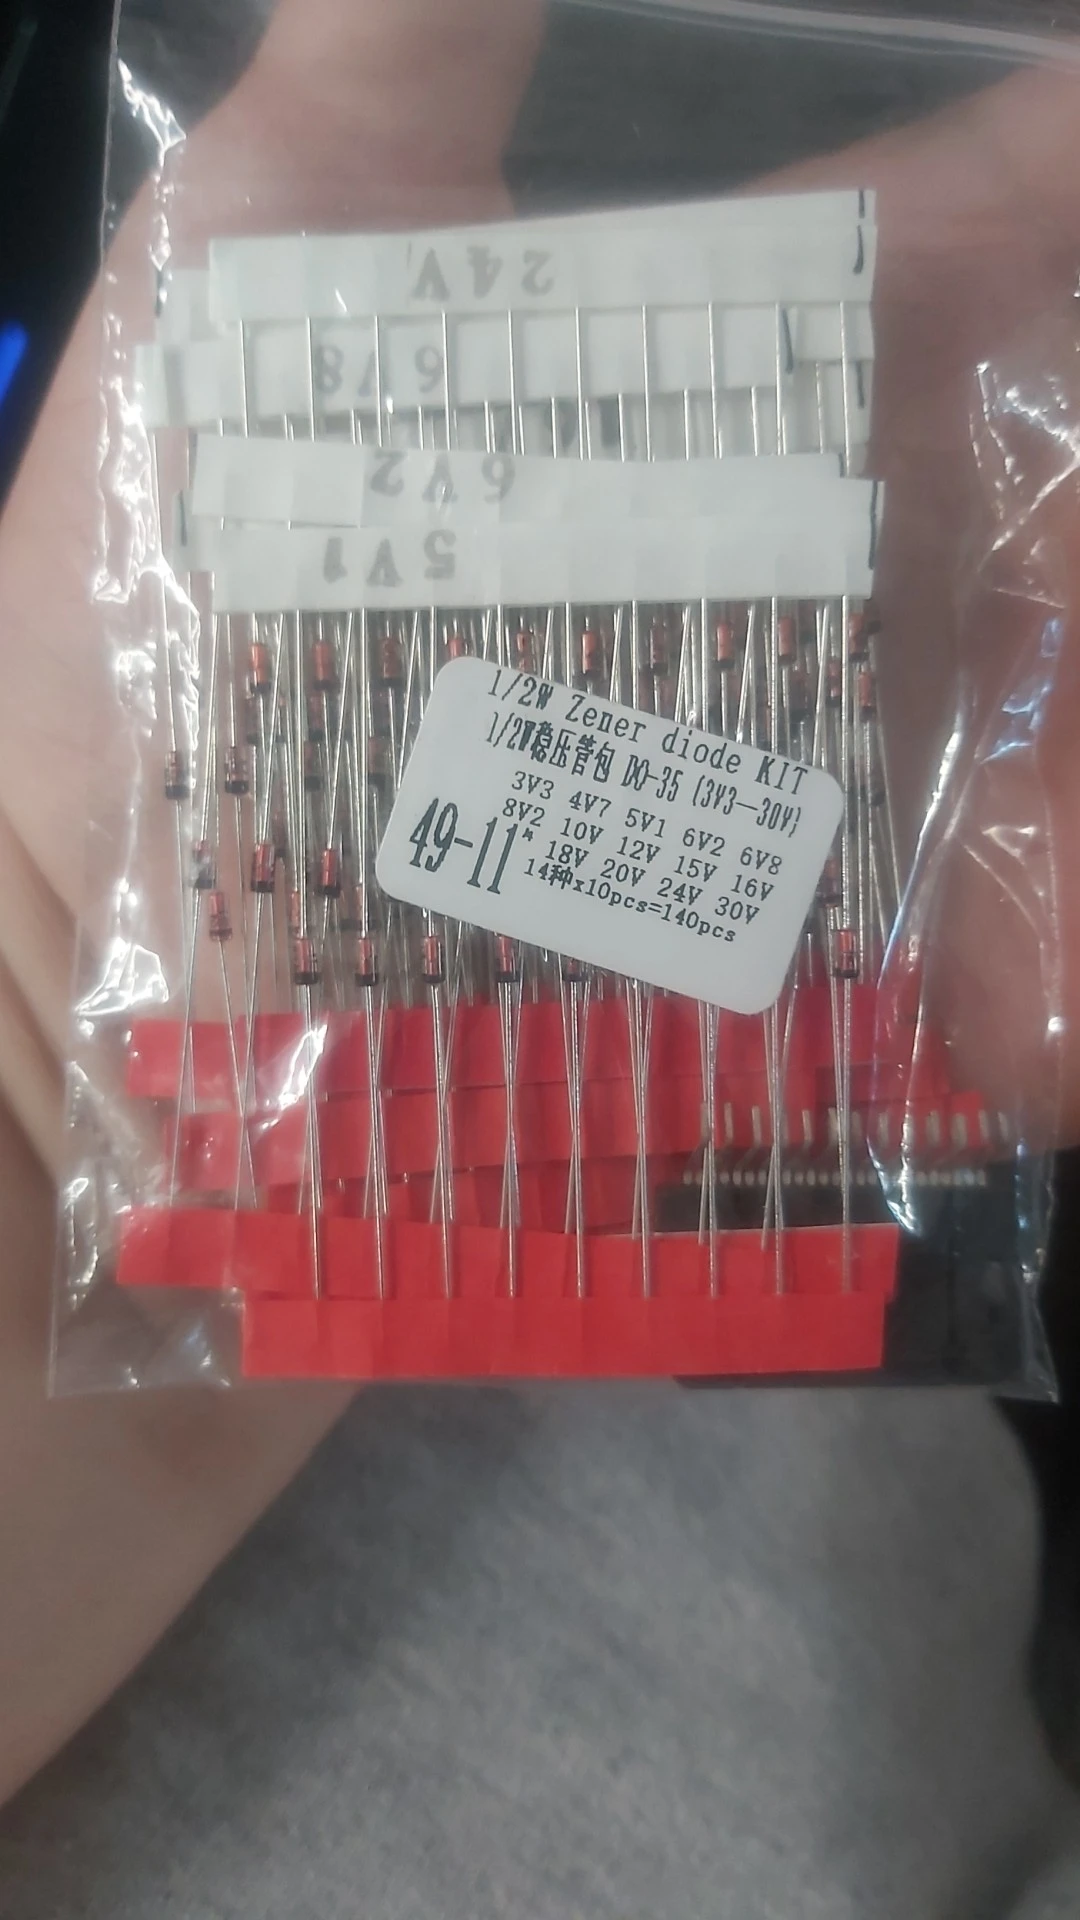 24V
6V8
6V2
5V1
1/2W Zener diode KIT
1/2W稳压管包 DO-35 (3V3—30V)
3V3 4V7 5V1 6V2 6V8
8V2 10V 12V 15V 16V
18V 20V 24V 30V
14种x10pcs=140pcs
49-11